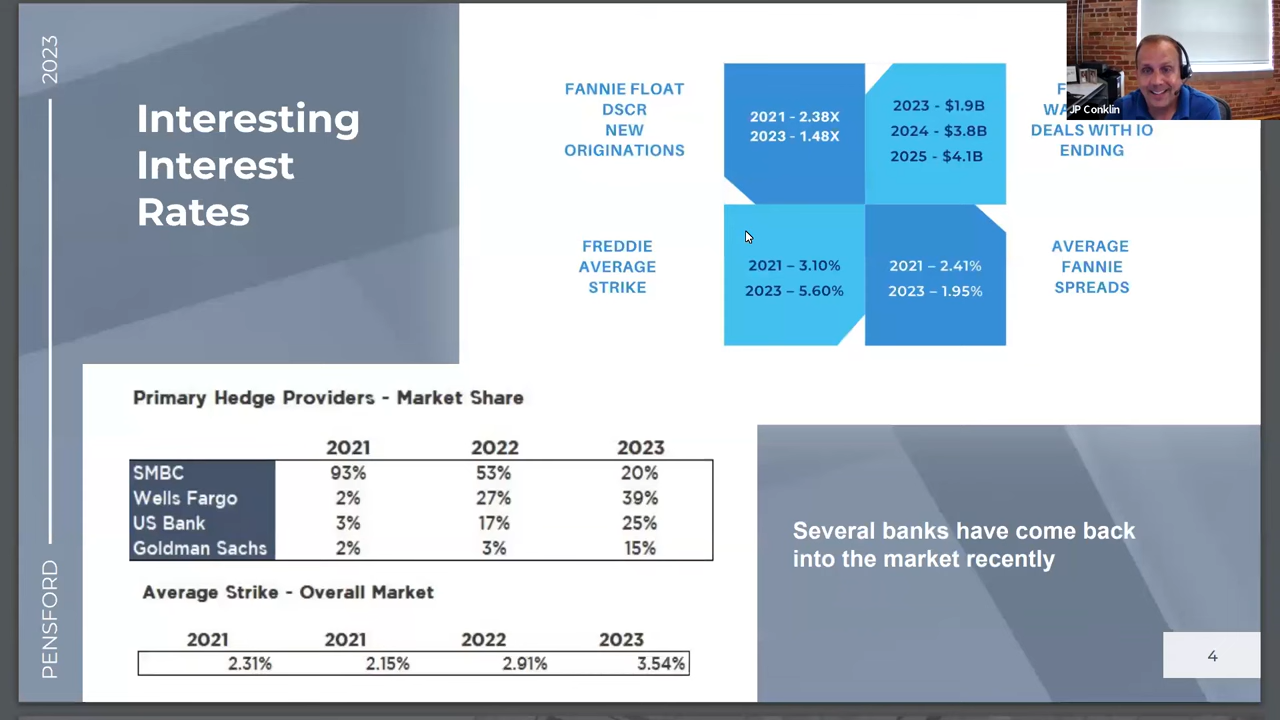 2023
PENSFORD
Interesting
Interest
Rates
FANNIE FLOAT
DSCR
NEW
ORIGINATIONS
2021 - 2.38X
2023 - 1.48X
2023 - $1.9B
2024 - $3.8B
2025 - $4.1B
DEALS WITH IO
ENDING
JP Conklin
FREDDIE
AVERAGE
STRIKE
2021 – 3.10%
2023 – 5.60%
2021 – 2.41%
2023 – 1.95%
AVERAGE
FANNIE
SPREADS
Primary Hedge Providers - Market Share
2021 2022 2023
SMBC 93% 53% 20%
Wells Fargo 2% 27% 39%
US Bank 3% 17% 25%
Goldman Sachs 2% 3% 15%
Average Strike - Overall Market
2021 2021 2022 2023
2.31% 2.15% 2.91% 3.54%
Several banks have come back
into the market recently
4